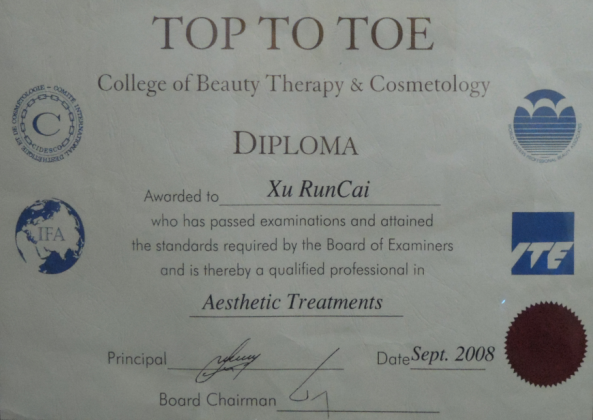 TOP TO TOE
College of Beauty Therapy & Cosmetology
CIDESCO
C
DIPLOMA
Awarded to Xu RunCai
who has passed examinations and attained
IFA
the standards required by the Board of Examiners
ITE
and is thereby a qualified professional in
Aesthetic Treatments
Principal
Date Sept. 2008
Board Chairman